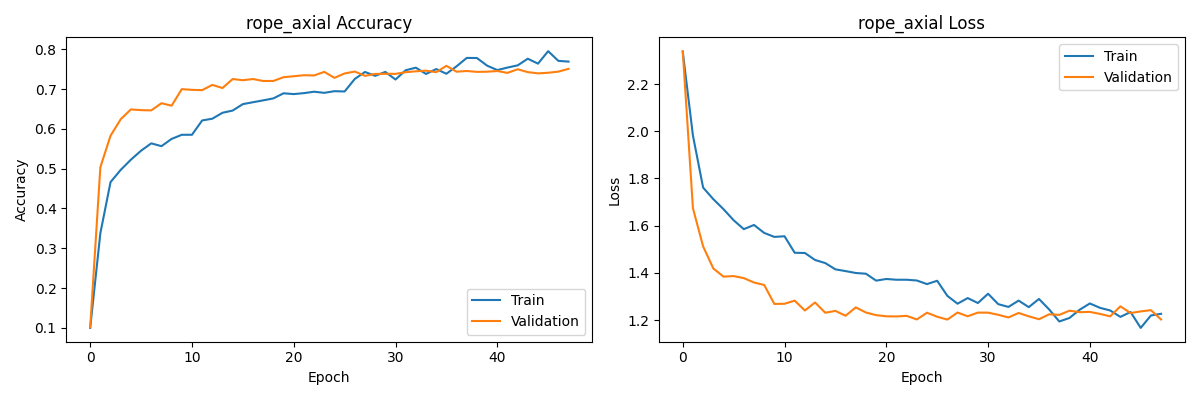 rope_axial Accuracy
Accuracy
0.8
0.7
0.6
0.5
0.4
0.3
0.2
0.1
0
10
20
30
40
Epoch
Train
Validation
rope_axial Loss
Loss
2.2
2.0
1.8
1.6
1.4
1.2
0
10
20
30
40
Epoch
Train
Validation